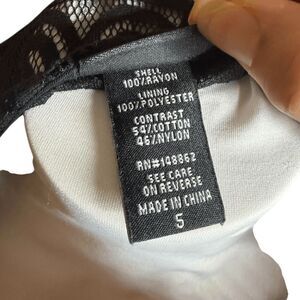 SHELL
100%RAYON
LINING
100%POLYESTER
CONTRAST
54%COTTON
46%NYLON
RN#148862
SEE CARE
ON REVERSE
MADE IN CHINA
5